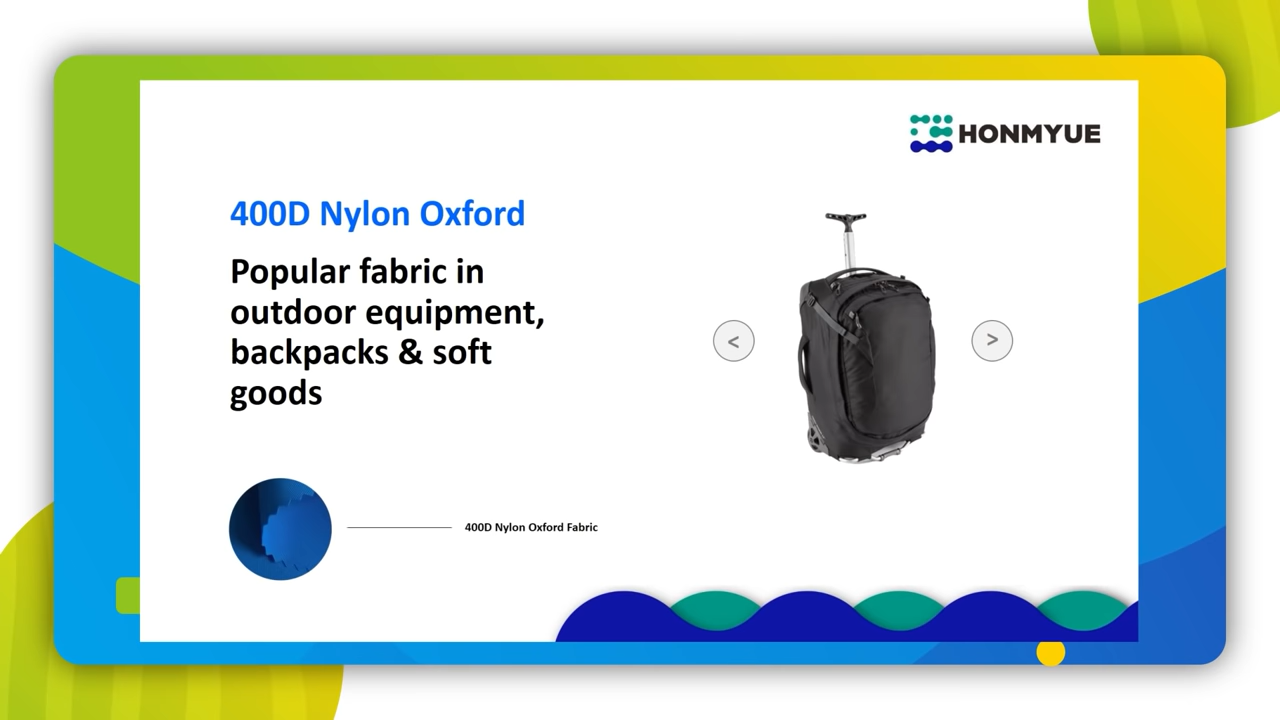 HONMYUE
400D Nylon Oxford
Popular fabric in
outdoor equipment,
backpacks & soft
goods
<
>
400D Nylon Oxford Fabric